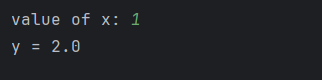 value of x: 1
y = 2.0